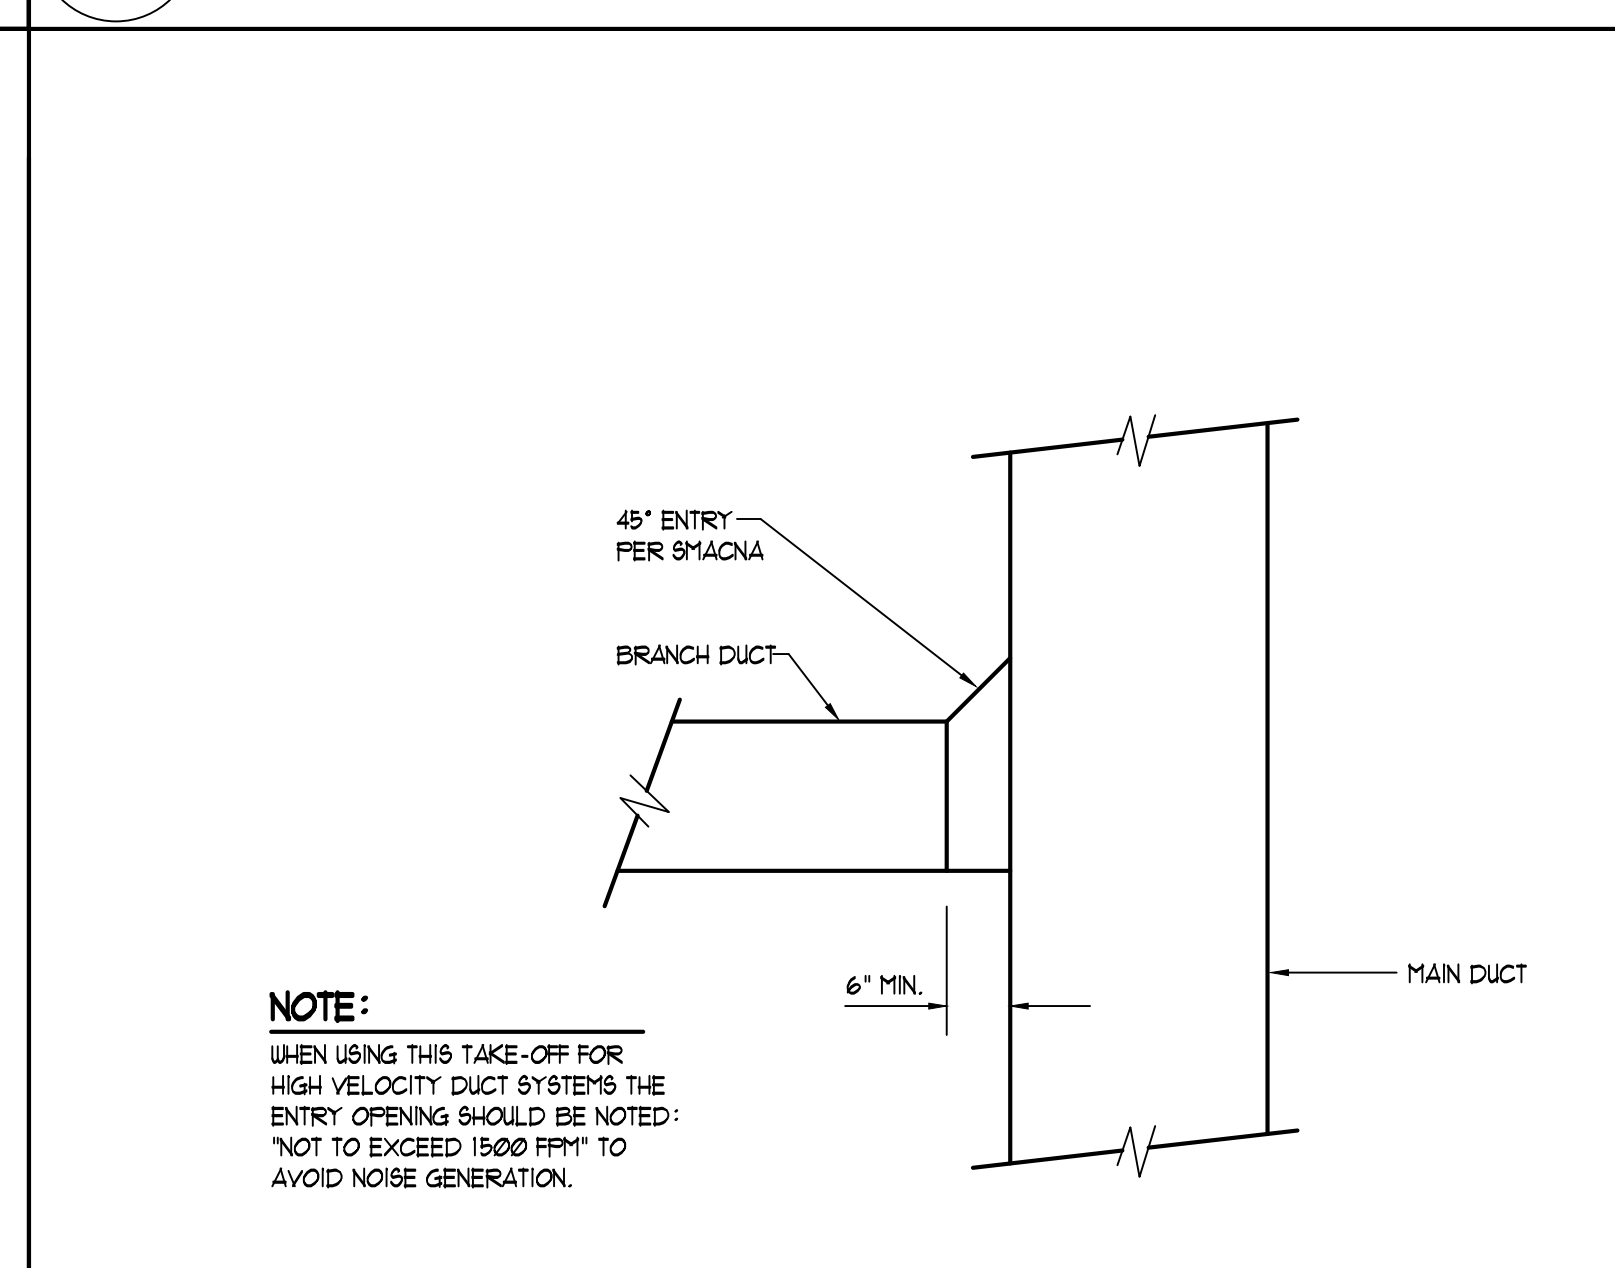 45° ENTRY
PER SMACNA
BRANCH DUCT
6" MIN.
MAIN DUCT
NOTE:
WHEN USING THIS TAKE-OFF FOR
HIGH VELOCITY DUCT SYSTEMS THE
ENTRY OPENING SHOULD BE NOTED:
"NOT TO EXCEED 1500 FPM" TO
AVOID NOISE GENERATION.